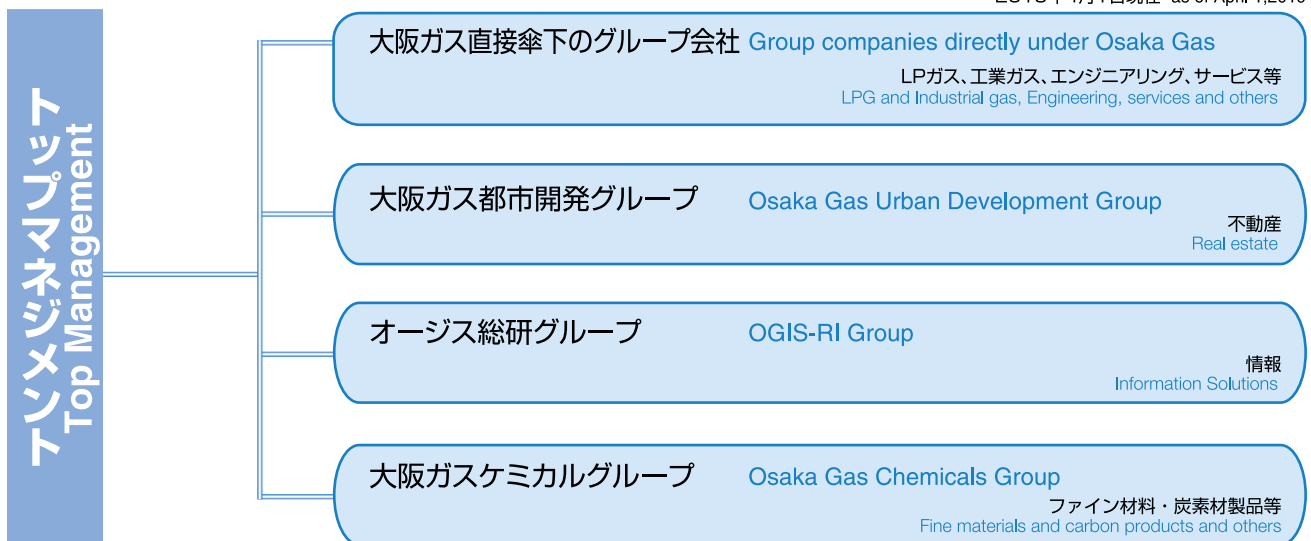 トップマネジメント
Top Management
大阪ガス直接傘下のグループ会社 Group companies directly under Osaka Gas
LPガス、工業ガス、エンジニアリング、サービス等
LPG and Industrial gas, Engineering, services and others
大阪ガス都市開発グループ Osaka Gas Urban Development Group
不動産
Real estate
オージス総研グループ OGIS-RI Group
情報
Information Solutions
大阪ガスケミカルグループ Osaka Gas Chemicals Group
ファイン材料・炭素材製品等
Fine materials and carbon products and others